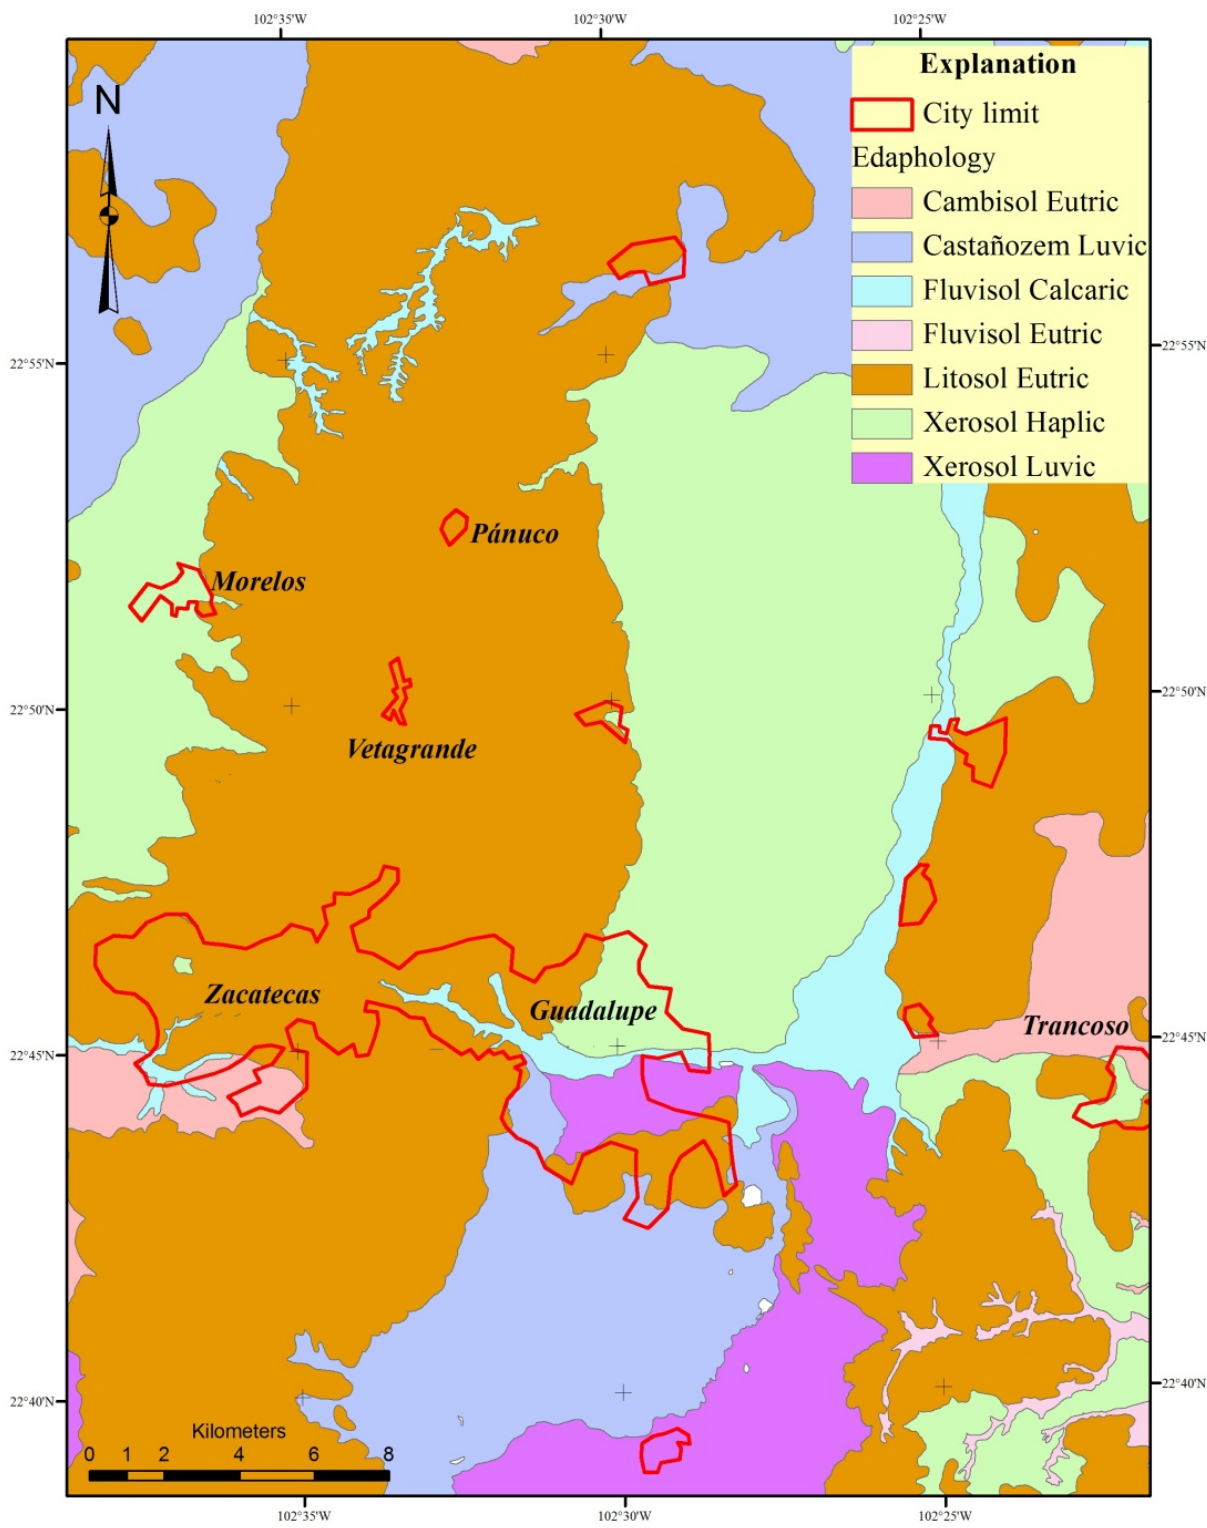 102°35'W 102°30'W 102°25'W
N
Explanation
City limit
Edaphology
Cambisol Eutric
Castañozem Luvic
Fluvisol Calcaric
Fluvisol Eutric
Litosol Eutric
Xerosol Haplic
Xerosol Luvic
22°55'N 22°55'N
Pánuco
Morelos
22°50'N 22°50'N
Vetagrande
Zacatecas
Guadalupe
Trancoso
22°45'N 22°45'N
22°40'N 22°40'N
Kilometers
0 1 2 4 6 8
102°35'W 102°30'W 102°25'W